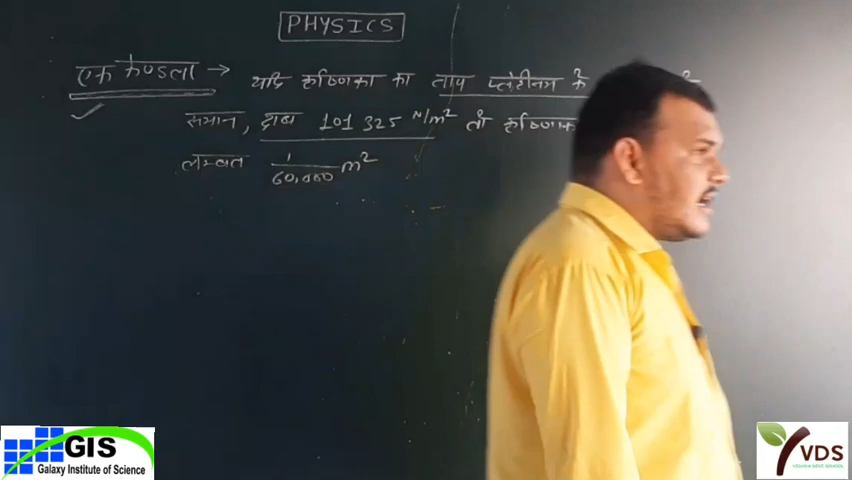 PHYSICS
एक केण्डला → यदि कृष्णिका का ताप प्लेटीनम के
समान, दाब 101 325 N/m² तो
लम्बवत 1/60,000 m²
GIS
Galaxy Institute of Science
VDS